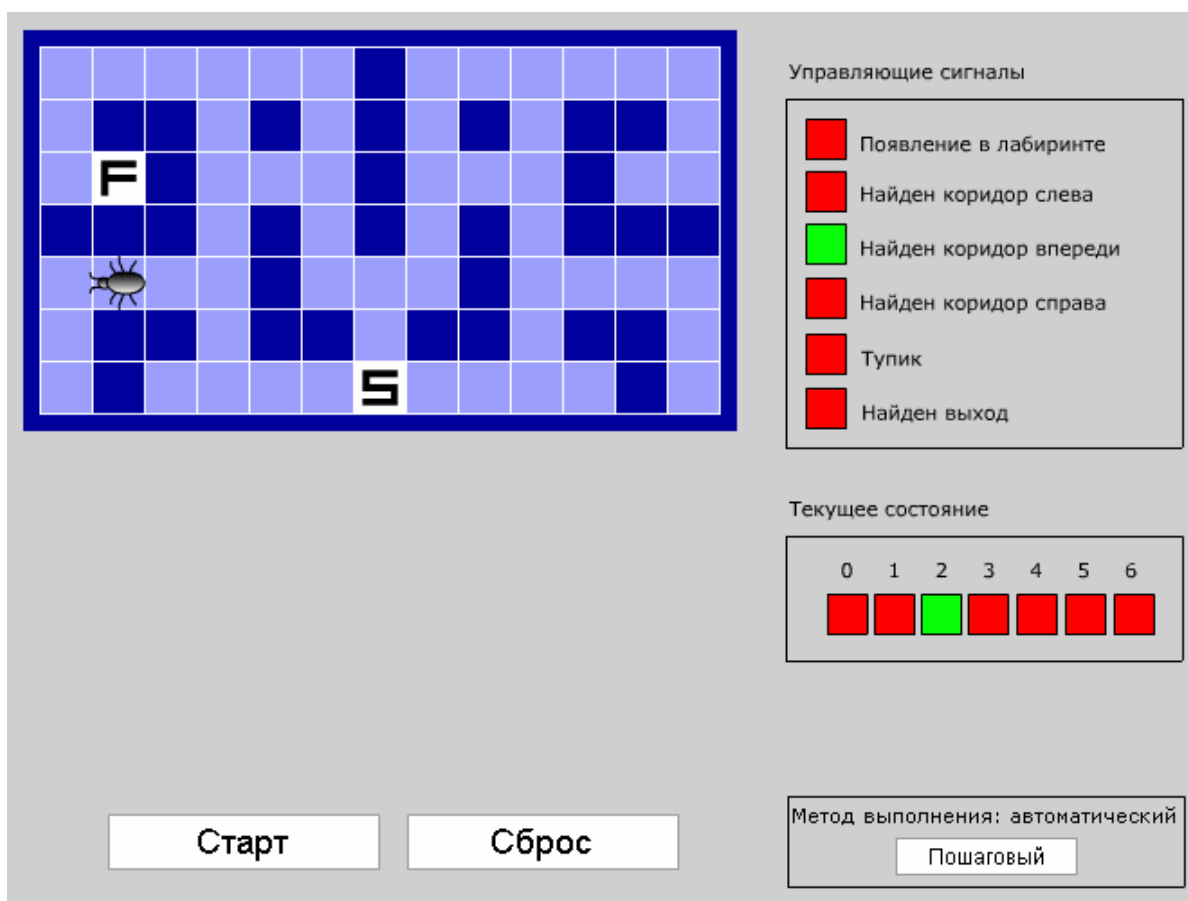 Управляющие сигналы
Появление в лабиринте
F
Найден коридор слева
Найден коридор впереди
Найден коридор справа
Тупик
S
Найден выход
Текущее состояние
0 1 2 3 4 5 6
Метод выполнения: автоматический
Старт Сброс
Пошаговый